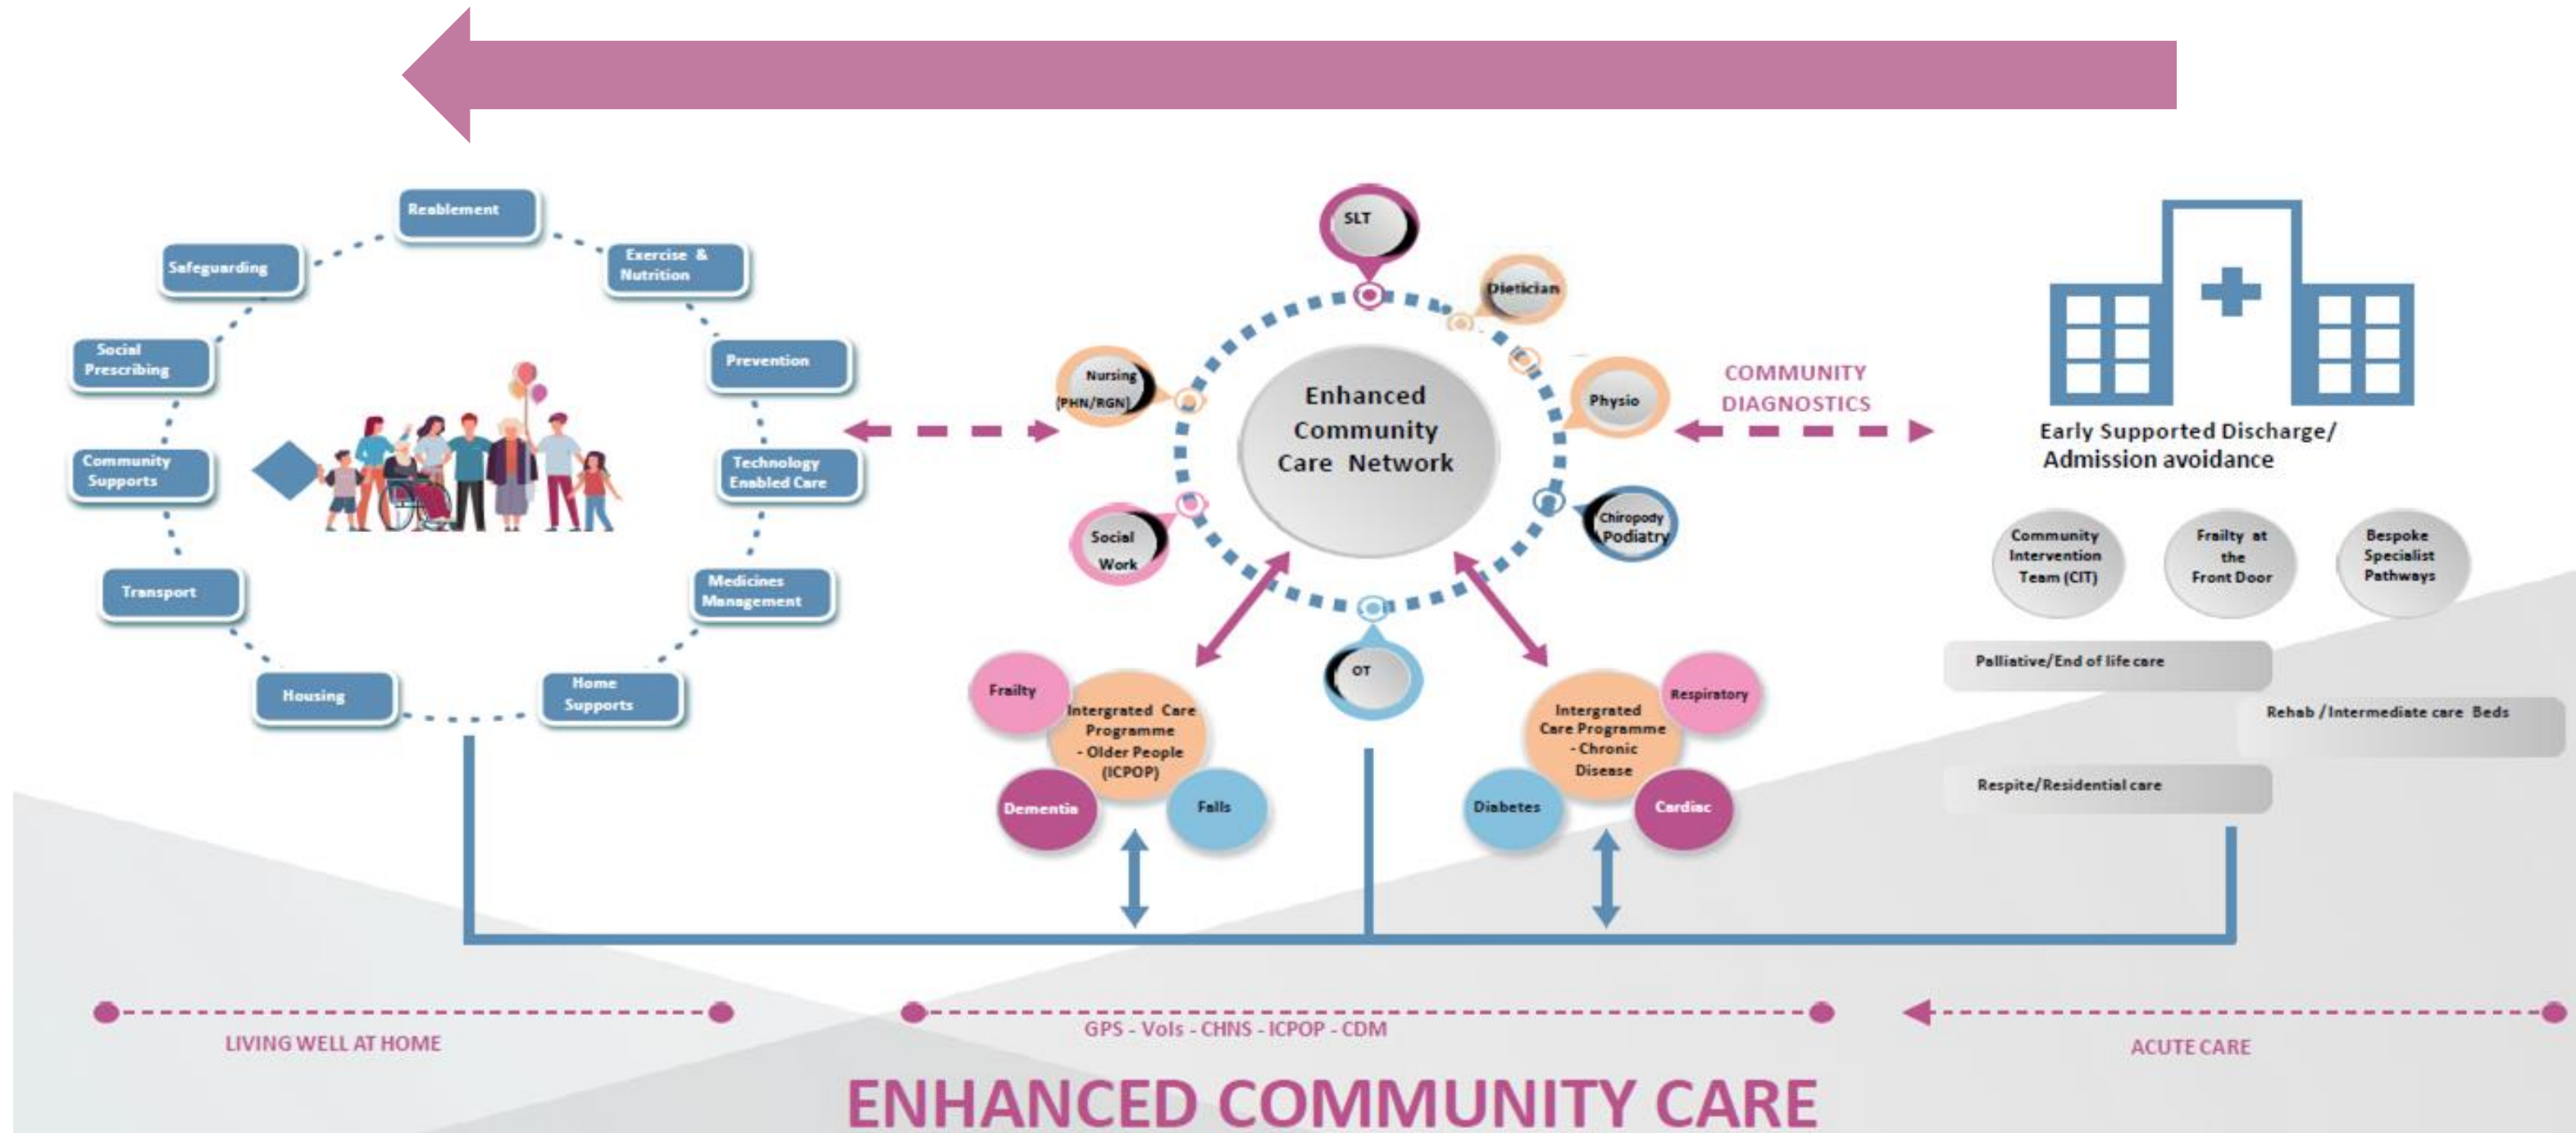 Reablement
Exercise &
Nutrition
Prevention
Technology
Enabled Care
Medicines
Management
Home
Supports
Housing
Transport
Community
Supports
Social
Prescribing
Safeguarding
SLT
Dietician
Physio
Chiropody
Podiatry
OT
Social
Work
Nursing
(PHN/RGN)
Enhanced
Community
Care Network
Frailty
Intergrated Care
Programme
- Older People
(ICPOP)
Dementia
Falls
Intergrated
Care Programme
- Chronic
Disease
Respiratory
Diabetes
Cardiac
COMMUNITY
DIAGNOSTICS
Early Supported Discharge/
Admission avoidance
Community
Intervention
Team (CIT)
Frailty at
the
Front Door
Bespoke
Specialist
Pathways
Palliative/End of life care
Rehab /Intermediate care Beds
Respite/Residential care
LIVING WELL AT HOME
GPS - Vols - CHNS - ICPOP - CDM
ACUTE CARE
ENHANCED COMMUNITY CARE